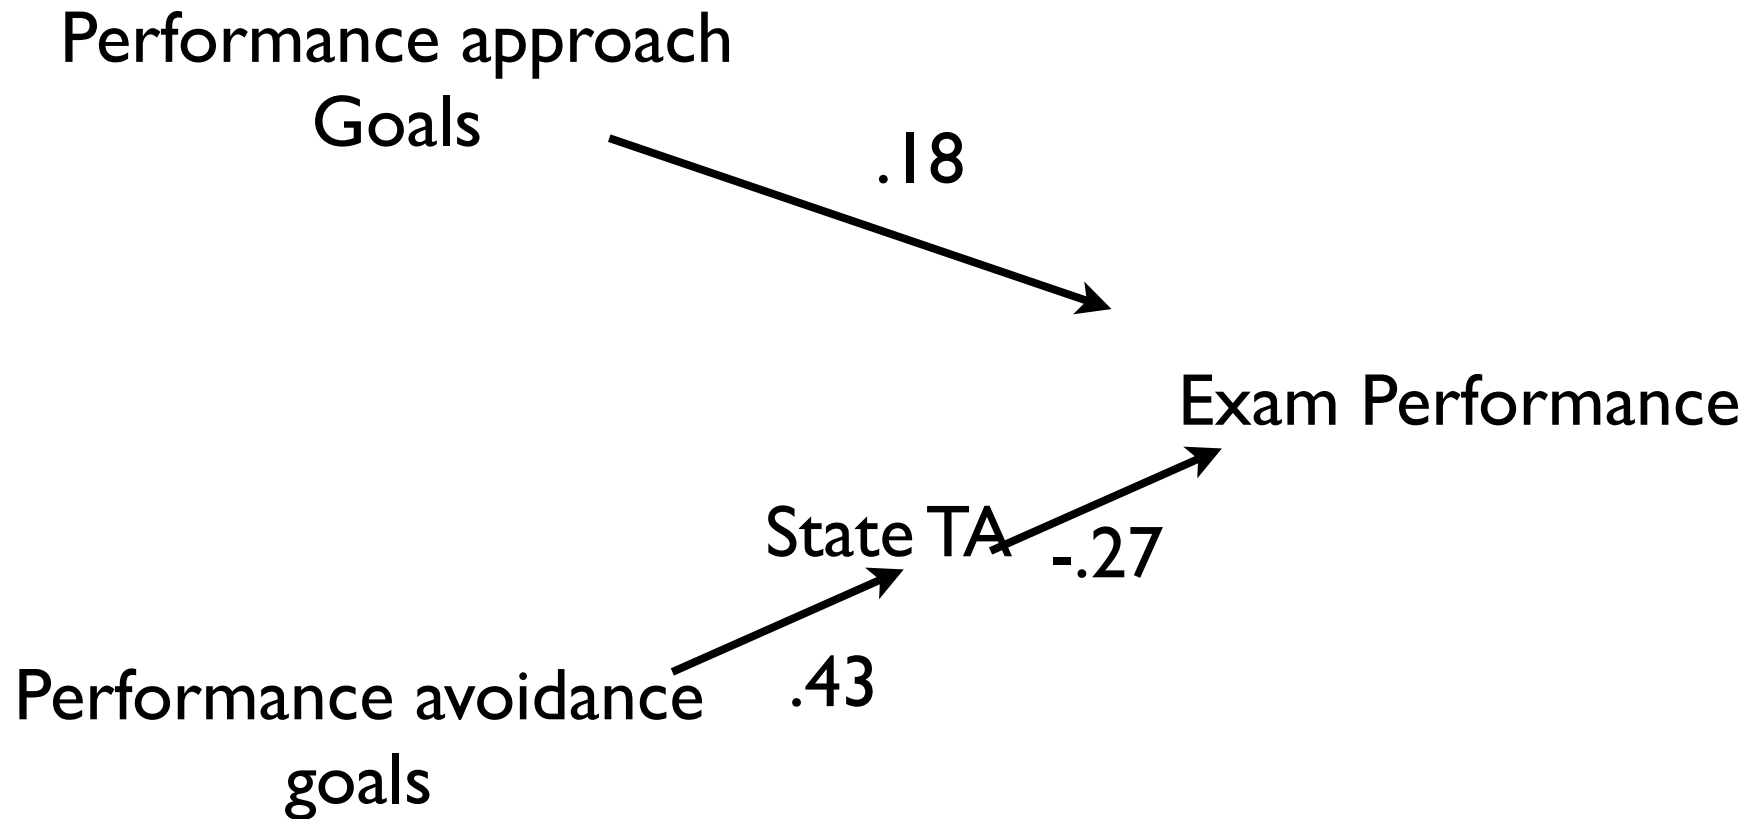 Performance approach
Goals
.18
Exam Performance
State TA
-.27
.43
Performance avoidance
goals